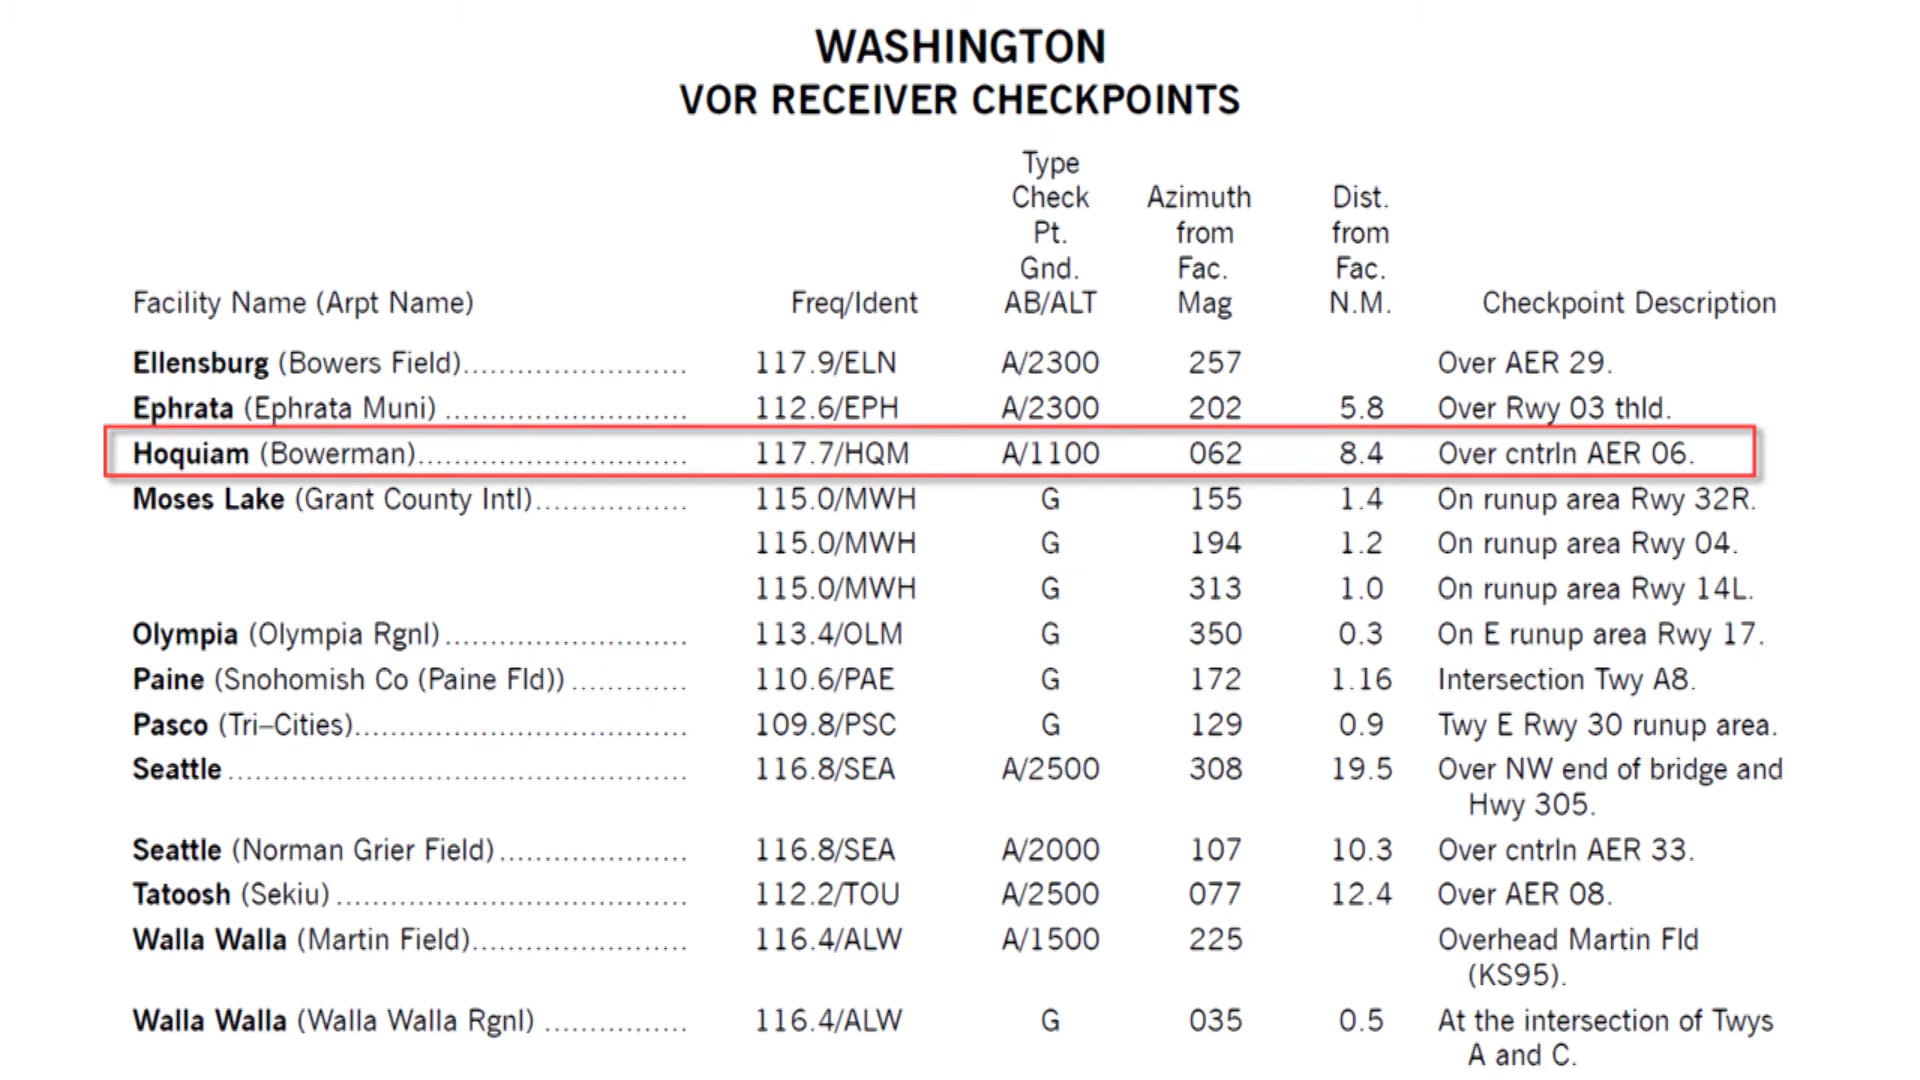 WASHINGTON
VOR RECEIVER CHECKPOINTS
Type
Check Azimuth Dist.
Pt. from from
Gnd. Fac. Fac.
Facility Name (Arpt Name) Freq/Ident AB/ALT Mag N.M. Checkpoint Description
Ellensburg (Bowers Field)......................... 117.9/ELN A/2300 257 Over AER 29.
Ephrata (Ephrata Muni) ........................... 112.6/EPH A/2300 202 5.8 Over Rwy 03 thld.
Hoquiam (Bowerman).............................. 117.7/HQM A/1100 062 8.4 Over cntrln AER 06.
Moses Lake (Grant County Intl)................. 115.0/MWH G 155 1.4 On runup area Rwy 32R.
115.0/MWH G 194 1.2 On runup area Rwy 04.
115.0/MWH G 313 1.0 On runup area Rwy 14L.
Olympia (Olympia Rgnl)........................... 113.4/OLM G 350 0.3 On E runup area Rwy 17.
Paine (Snohomish Co (Paine Fld)) ............. 110.6/PAE G 172 1.16 Intersection Twy A8.
Pasco (Tri–Cities)..................................... 109.8/PSC G 129 0.9 Twy E Rwy 30 runup area.
Seattle ................................................... 116.8/SEA A/2500 308 19.5 Over NW end of bridge and
Hwy 305.
Seattle (Norman Grier Field)..................... 116.8/SEA A/2000 107 10.3 Over cntrln AER 33.
Tatoosh (Sekiu) ....................................... 112.2/TOU A/2500 077 12.4 Over AER 08.
Walla Walla (Martin Field)........................ 116.4/ALW A/1500 225 Overhead Martin Fld
(KS95).
Walla Walla (Walla Walla Rgnl) ................ 116.4/ALW G 035 0.5 At the intersection of Twys
A and C.